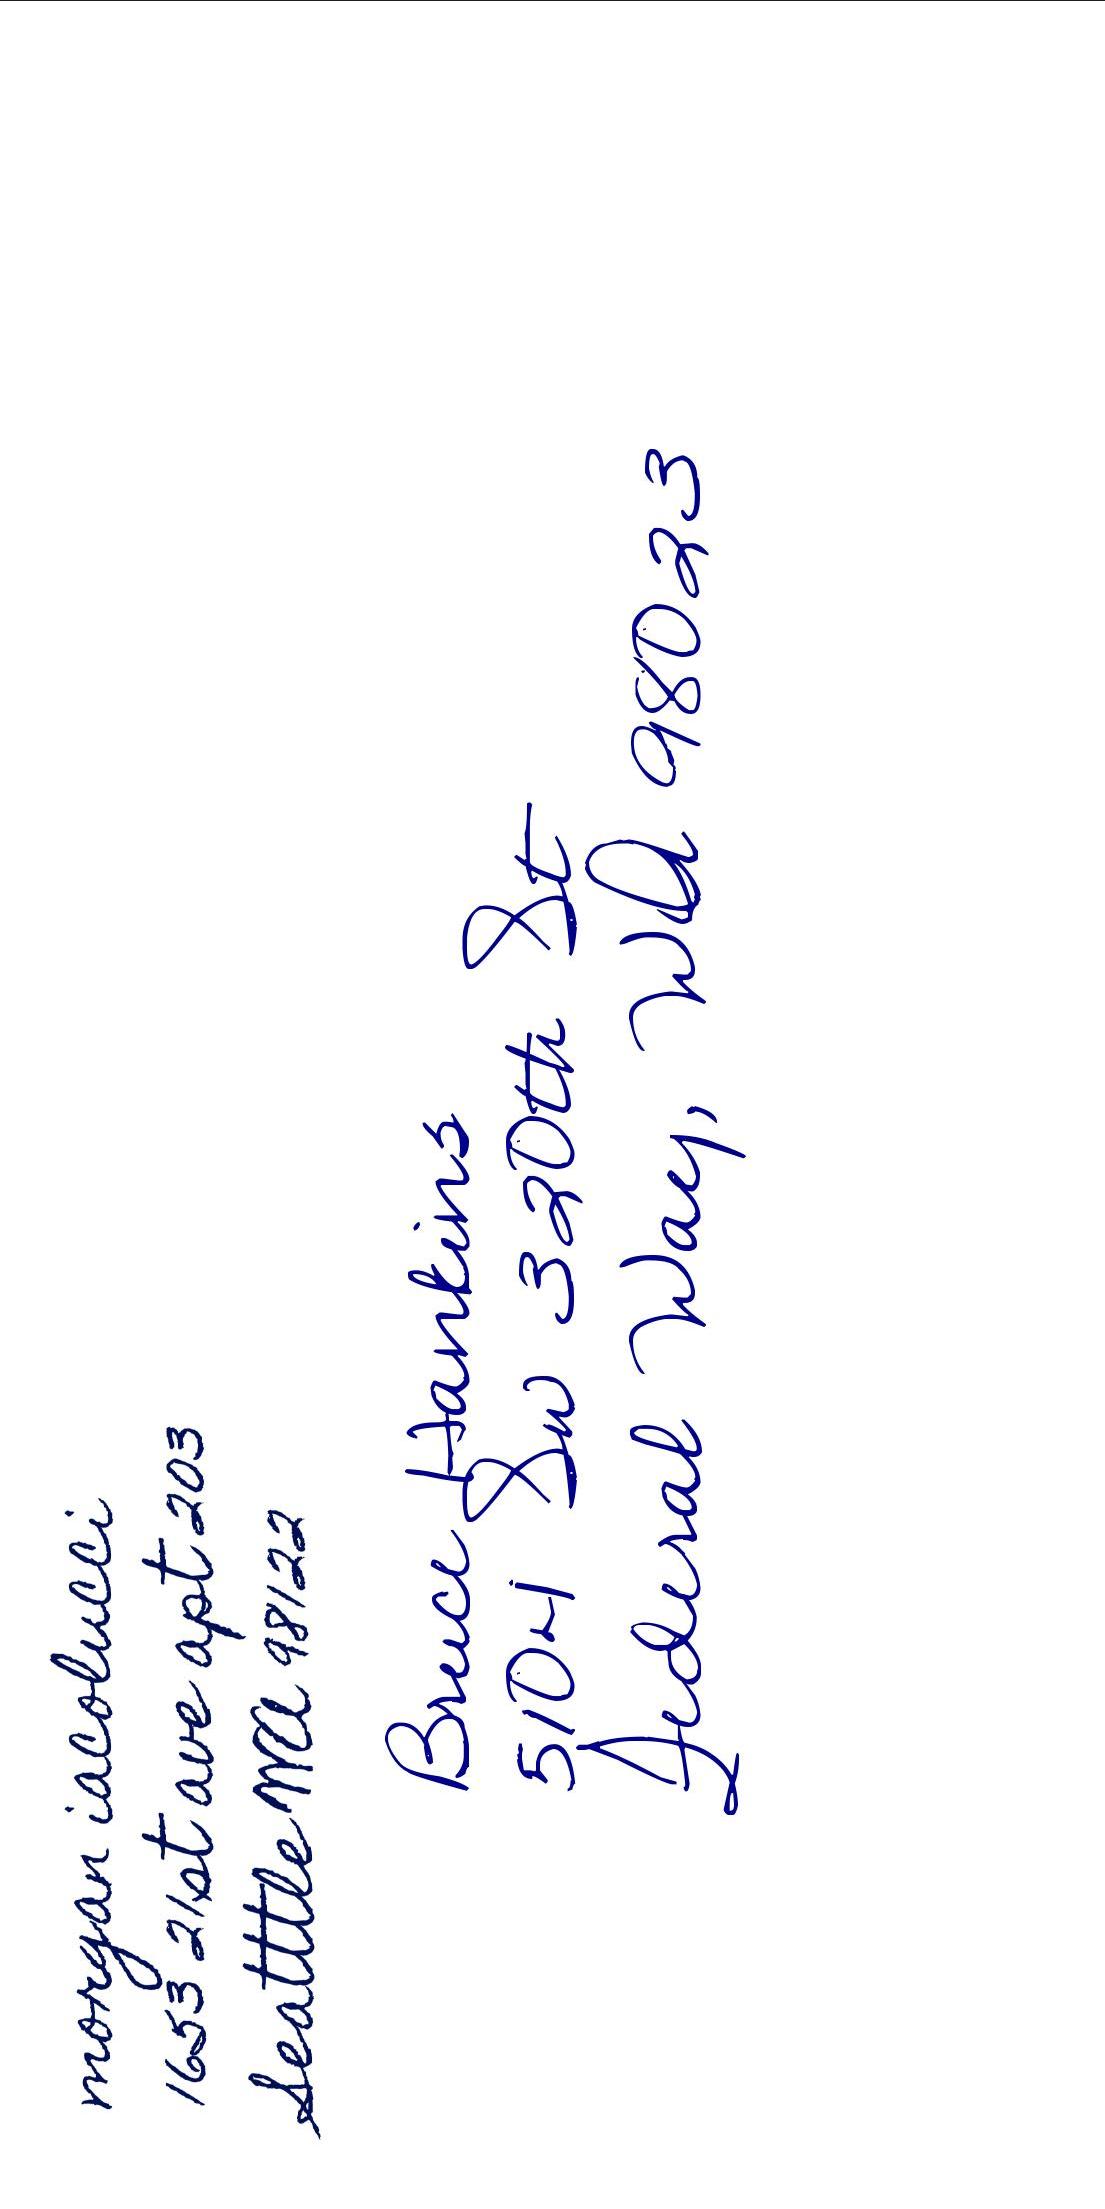 morgan iacolucci
1653 21st ave apt 203
Seattle WA 98122
Bruce Hankins
5104 SW 320th St
Federal Way, WA 98023